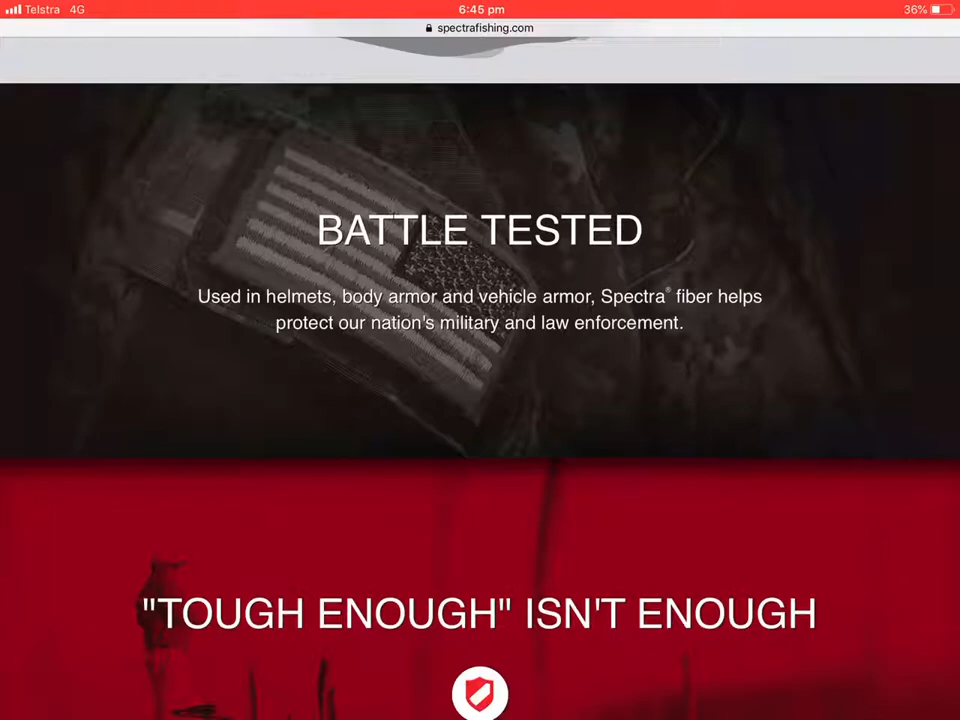 Telstra 4G 6:45 pm 36%
spectrafishing.com
BATTLE TESTED
Used in helmets, body armor and vehicle armor, Spectra® fiber helps
protect our nation's military and law enforcement.
"TOUGH ENOUGH" ISN'T ENOUGH